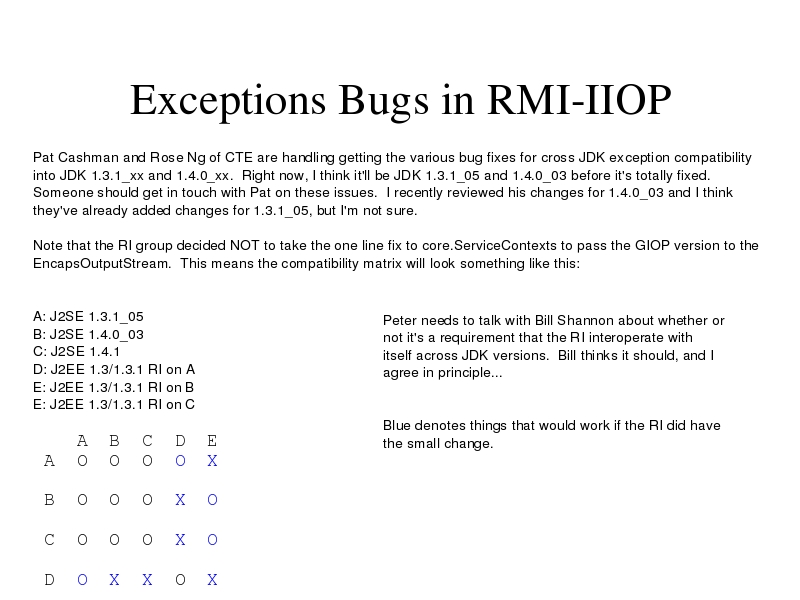 Exceptions Bugs in RMI-IIOP
Pat Cashman and Rose Ng of CTE are handling getting the various bug fixes for cross JDK exception compatibility
into JDK 1.3.1_xx and 1.4.0_xx.  Right now, I think it'll be JDK 1.3.1_05 and 1.4.0_03 before it's totally fixed.
Someone should get in touch with Pat on these issues.  I recently reviewed his changes for 1.4.0_03 and I think
they've already added changes for 1.3.1_05, but I'm not sure.
Note that the RI group decided NOT to take the one line fix to core.ServiceContexts to pass the GIOP version to the
EncapsOutputStream.  This means the compatibility matrix will look something like this:
A: J2SE 1.3.1_05
B: J2SE 1.4.0_03
C: J2SE 1.4.1
D: J2EE 1.3/1.3.1 RI on A
E: J2EE 1.3/1.3.1 RI on B
E: J2EE 1.3/1.3.1 RI on C
Peter needs to talk with Bill Shannon about whether or
not it's a requirement that the RI interoperate with
itself across JDK versions.  Bill thinks it should, and I
agree in principle...
Blue denotes things that would work if the RI did have
the small change.
A B C D E
A O O O O X
B O O O X O
C O O O X O
D O X X O X